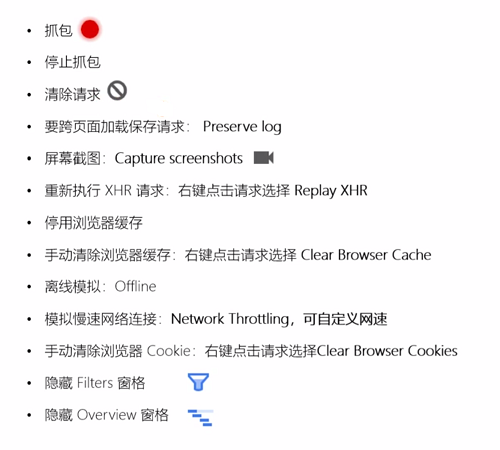 • 抓包
• 停止抓包
• 清除请求
• 要跨页面加载保存请求： Preserve log
• 屏幕截图：Capture screenshots
• 重新执行 XHR 请求：右键点击请求选择 Replay XHR
• 停用浏览器缓存
• 手动清除浏览器缓存：右键点击请求选择 Clear Browser Cache
• 离线模拟：Offline
• 模拟慢速网络连接：Network Throttling，可自定义网速
• 手动清除浏览器 Cookie：右键点击请求选择Clear Browser Cookies
• 隐藏 Filters 窗格
• 隐藏 Overview 窗格